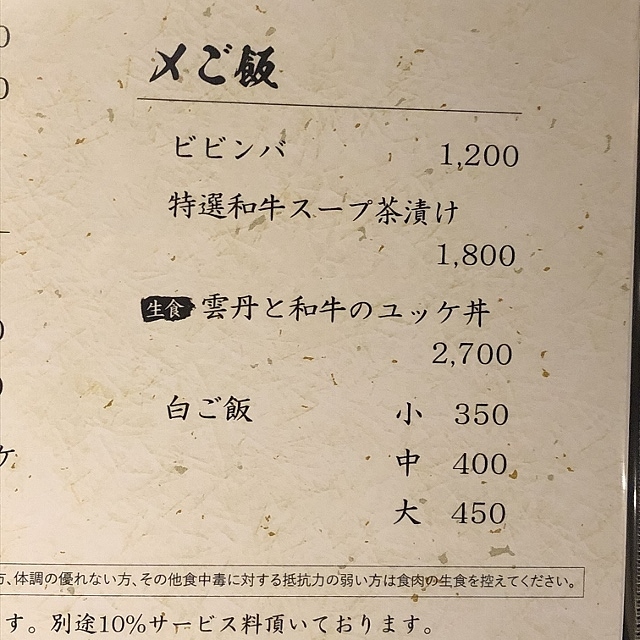 〆ご飯
ビビンバ 1,200
特選和牛スープ茶漬け
1,800
生食 雲丹と和牛のユッケ丼
2,700
白ご飯 小 350
中 400
大 450
、体調の優れない方、その他食中毒に対する抵抗力の弱い方は食肉の生食を控えてください。
す。別途10%サービス料頂いております。